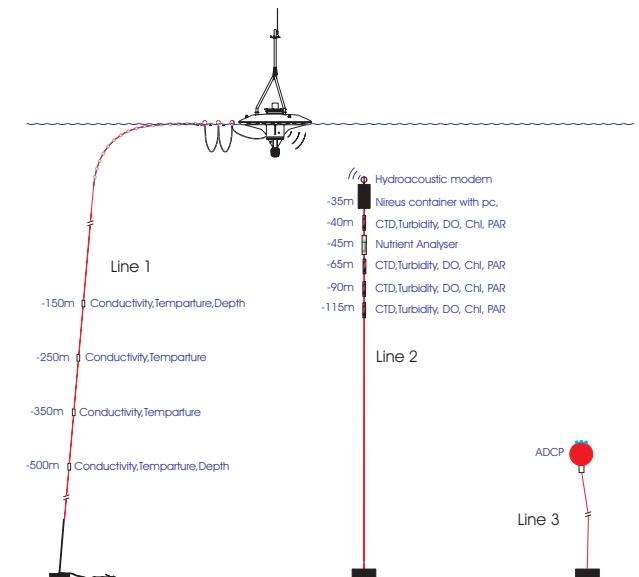 Hydroacoustic modem
-35m Nireus container with pc,
-40m CTD,Turbidity, DO, Chl, PAR
-45m Nutrient Analyser
-65m CTD,Turbidity, DO, Chl, PAR
-90m CTD,Turbidity, DO, Chl, PAR
-115m CTD,Turbidity, DO, Chl, PAR
Line 1
-150m Conductivity,Temparture,Depth
-250m Conductivity,Temparture
-350m Conductivity,Temparture
-500m Conductivity,Temparture,Depth
Line 2
ADCP
Line 3